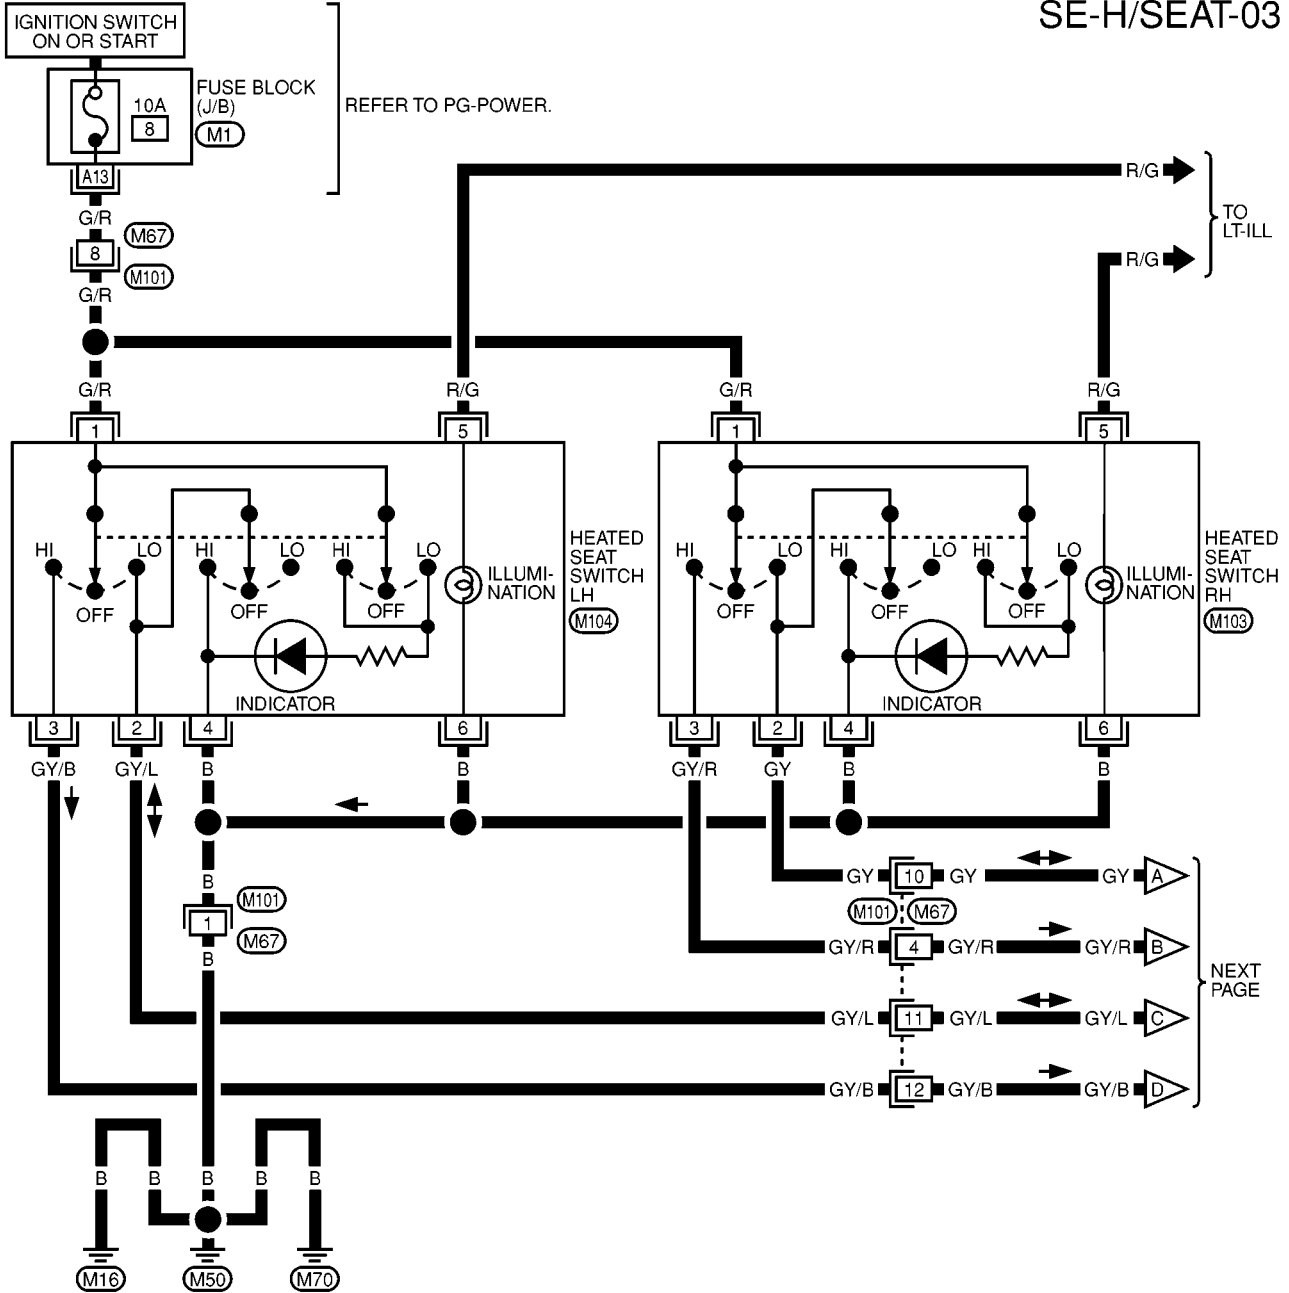 SE-H/SEAT-03
IGNITION SWITCH
ON OR START
FUSE BLOCK
(J/B)
M1
10A
8
REFER TO PG-POWER.
A13
G/R
M67
8
M101
G/R
R/G
R/G
TO
LT-ILL
G/R
R/G
G/R
R/G
1
5
1
5
HI
LO
HI
LO
HI
LO
OFF
OFF
OFF
ILLUMI-
NATION
INDICATOR
HEATED
SEAT
SWITCH
LH
M104
HI
LO
HI
LO
HI
LO
OFF
OFF
OFF
ILLUMI-
NATION
INDICATOR
HEATED
SEAT
SWITCH
RH
M103
3
2
4
6
3
2
4
6
GY/B
GY/L
B
B
GY/R
GY
B
B
B
M101
1
M67
B
GY
10
GY
GY
A
M101
M67
GY/R
4
GY/R
GY/R
B
GY/L
11
GY/L
GY/L
C
GY/B
12
GY/B
GY/B
D
NEXT
PAGE
B
B
B
B
B
M16
M50
M70